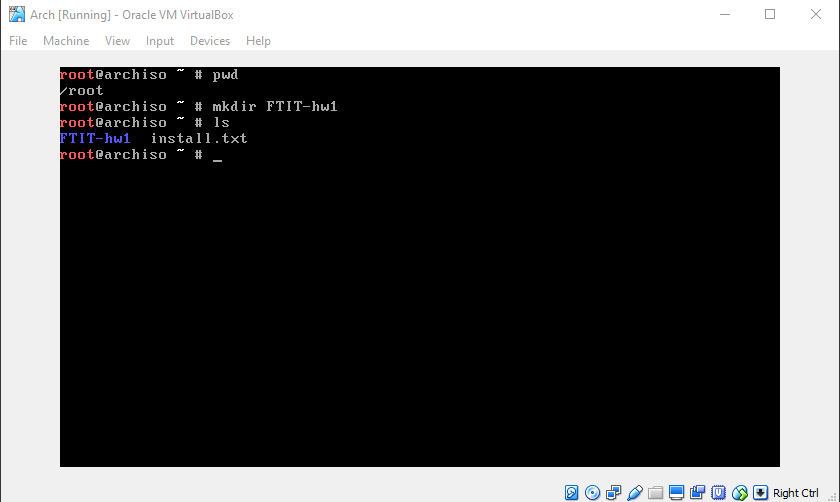 Arch [Running] - Oracle VM VirtualBox
File Machine View Input Devices Help
root@archiso ~ # pwd
/root
root@archiso ~ # mkdir FTIT-hw1
root@archiso ~ # ls
FTIT-hw1 install.txt
root@archiso ~ # _
Right Ctrl